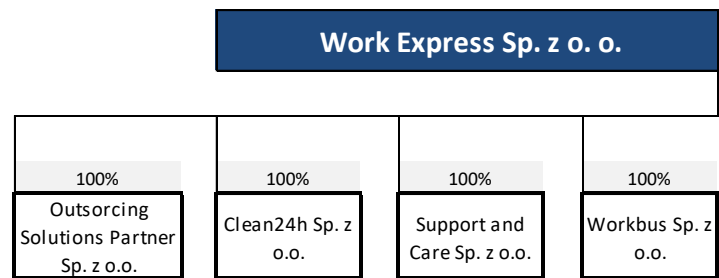 Work Express Sp. z o. o.
100%
100%
100%
100%
Outsorcing
Solutions Partner
Sp. z o.o.
Clean24h Sp. z
o.o.
Support and
Care Sp. z o.o.
Workbus Sp. z
o.o.